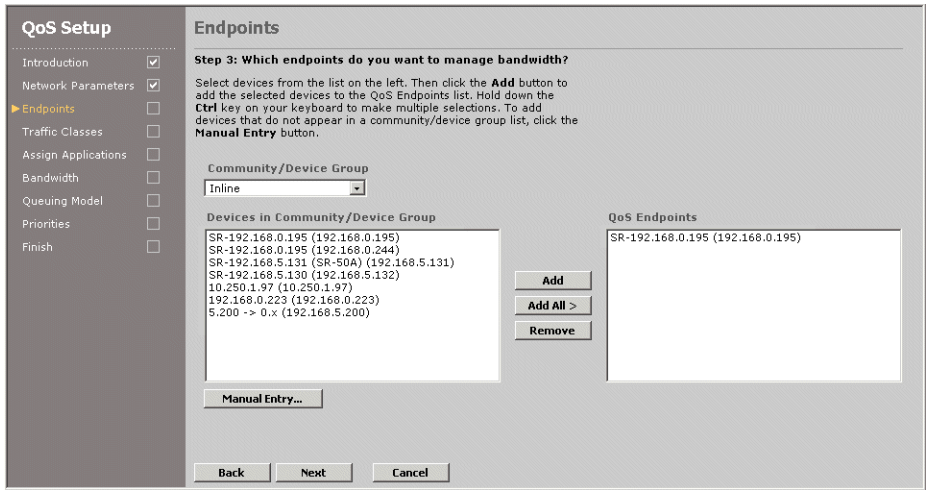 QoS Setup
Introduction
Network Parameters
Endpoints
Traffic Classes
Assign Applications
Bandwidth
Queuing Model
Priorities
Finish
Endpoints
Step 3: Which endpoints do you want to manage bandwidth?
Select devices from the list on the left. Then click the Add button to
add the selected devices to the QoS Endpoints list. Hold down the
Ctrl key on your keyboard to make multiple selections. To add
devices that do not appear in a community/device group list, click the
Manual Entry button.
Community/Device Group
Inline
Devices in Community/Device Group
SR-192.168.0.195 (192.168.0.195)
SR-192.168.0.195 (192.168.0.244)
SR-192.168.5.131 (SR-50A) (192.168.5.131)
SR-192.168.5.130 (192.168.5.132)
10.250.1.97 (10.250.1.97)
192.168.0.223 (192.168.0.223)
5.200 -> 0.x (192.168.5.200)
Add
Add All >
Remove
QoS Endpoints
SR-192.168.0.195 (192.168.0.195)
Manual Entry...
Back
Next
Cancel